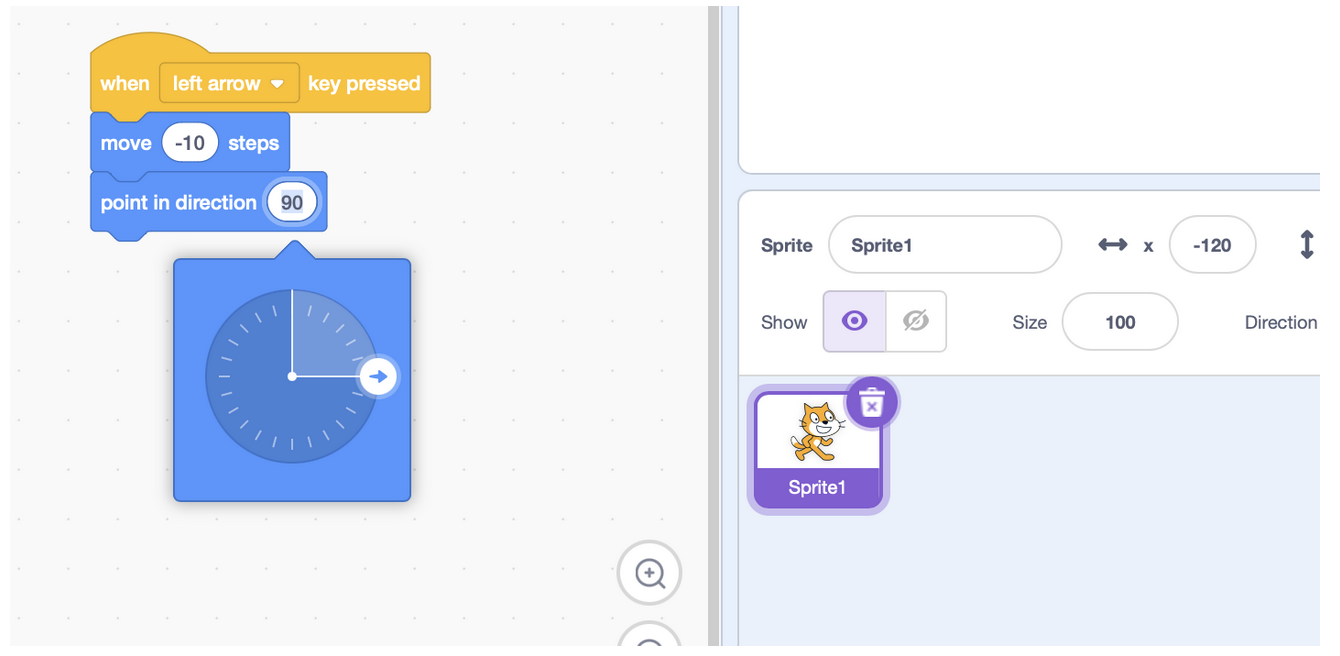 when left arrow key pressed
move -10 steps
point in direction 90
Sprite Sprite1 x -120
Show Size 100 Direction
Sprite1